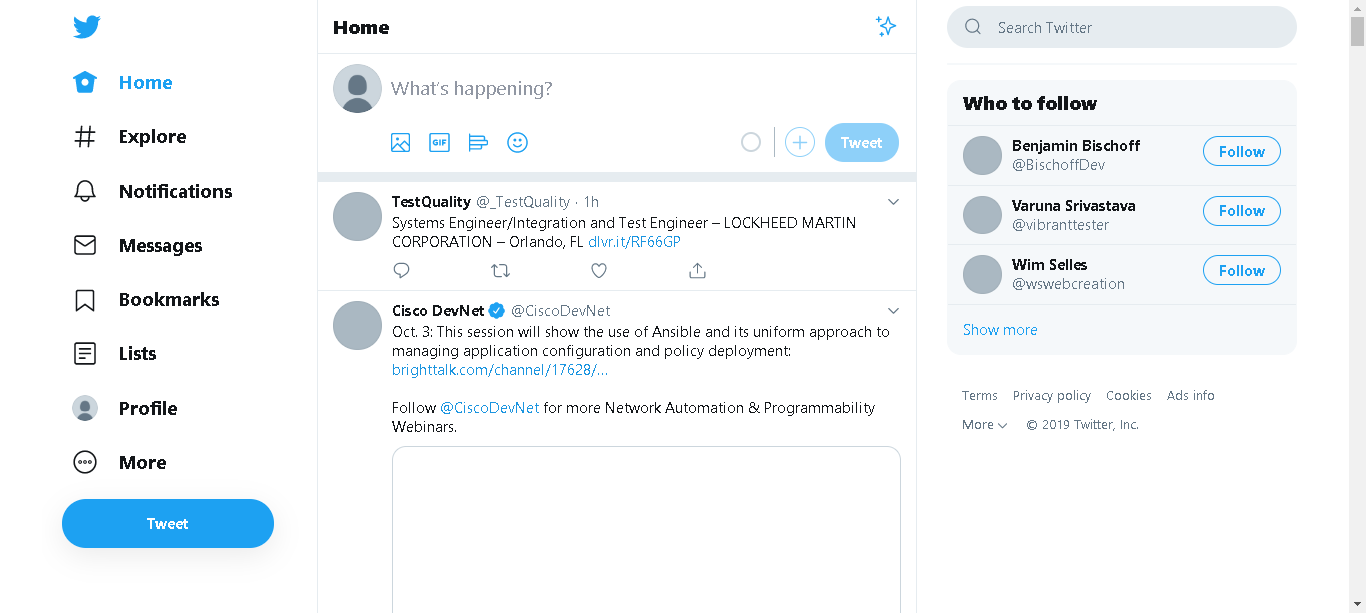 Home
Explore
Notifications
Messages
Bookmarks
Lists
Profile
More
Tweet
Home
What's happening?
GIF
Tweet
TestQuality @_TestQuality · 1h
Systems Engineer/Integration and Test Engineer – LOCKHEED MARTIN
CORPORATION – Orlando, FL dlvr.it/RF66GP
Cisco DevNet @CiscoDevNet
Oct. 3: This session will show the use of Ansible and its uniform approach to
managing application configuration and policy deployment:
brighttalk.com/channel/17628/...
Follow @CiscoDevNet for more Network Automation & Programmability
Webinars.
Search Twitter
Who to follow
Benjamin Bischoff
@BischoffDev
Follow
Varuna Srivastava
@vibranttester
Follow
Wim Selles
@wswebcreation
Follow
Show more
Terms Privacy policy Cookies Ads info
More © 2019 Twitter, Inc.